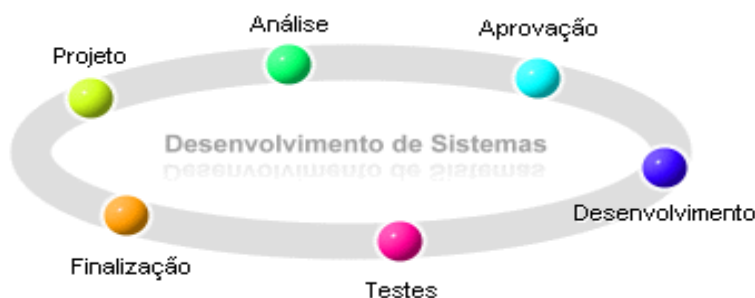 Análise
Aprovação
Projeto
Desenvolvimento de Sistemas
Desenvolvimento
Finalização
Testes